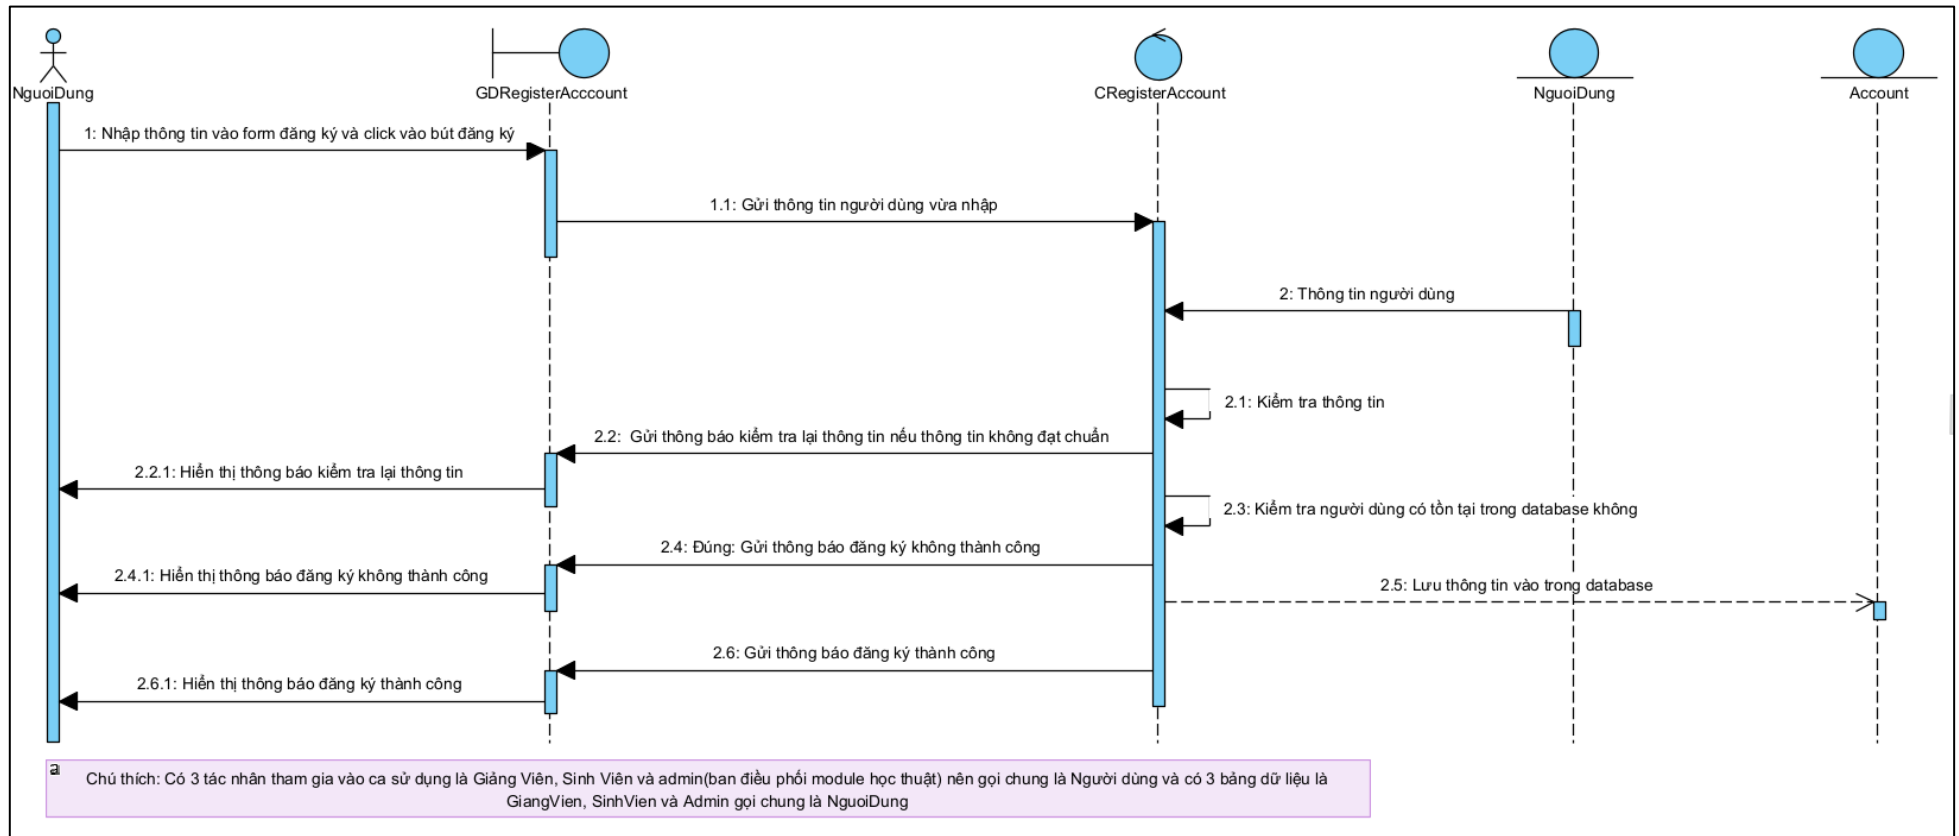 NguoiDung
GDRegisterAcccount
CRegisterAccount
NguoiDung
Account
1: Nhập thông tin vào form đăng ký và click vào bút đăng ký
1.1: Gửi thông tin người dùng vừa nhập
2: Thông tin người dùng
2.1: Kiểm tra thông tin
2.2: Gửi thông báo kiểm tra lại thông tin nếu thông tin không đạt chuẩn
2.2.1: Hiển thị thông báo kiểm tra lại thông tin
2.3: Kiểm tra người dùng có tồn tại trong database không
2.4: Đúng: Gửi thông báo đăng ký không thành công
2.4.1: Hiển thị thông báo đăng ký không thành công
2.5: Lưu thông tin vào trong database
2.6: Gửi thông báo đăng ký thành công
2.6.1: Hiển thị thông báo đăng ký thành công
a
Chú thích: Có 3 tác nhân tham gia vào ca sử dụng là Giảng Viên, Sinh Viên và admin(ban điều phối module học thuật) nên gọi chung là Người dùng và có 3 bảng dữ liệu là
GiangVien, SinhVien và Admin gọi chung là NguoiDung